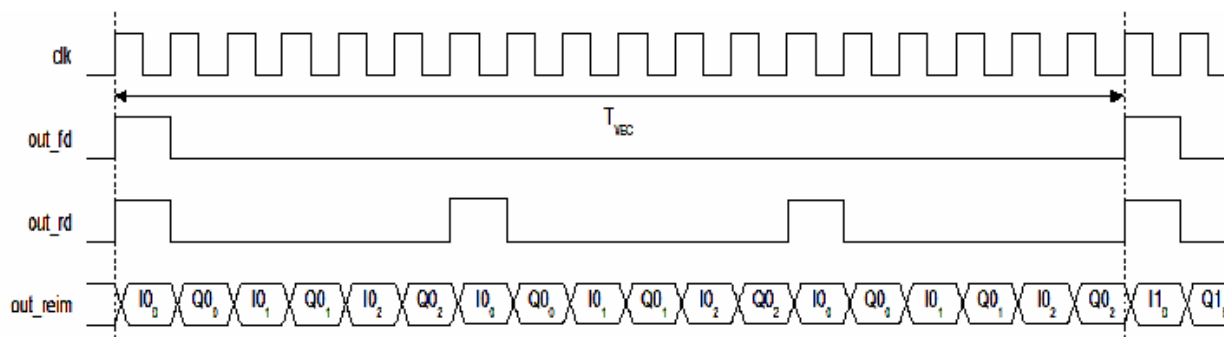 clk
T_VEC
out_fd
out_rd
out_reim I0_0 Q0_0 I0_1 Q0_1 I0_2 Q0_2 I0_0 Q0_0 I0_1 Q0_1 I0_2 Q0_2 I0_0 Q0_0 I0_1 Q0_1 I0_2 Q0_2 I1_0 Q1